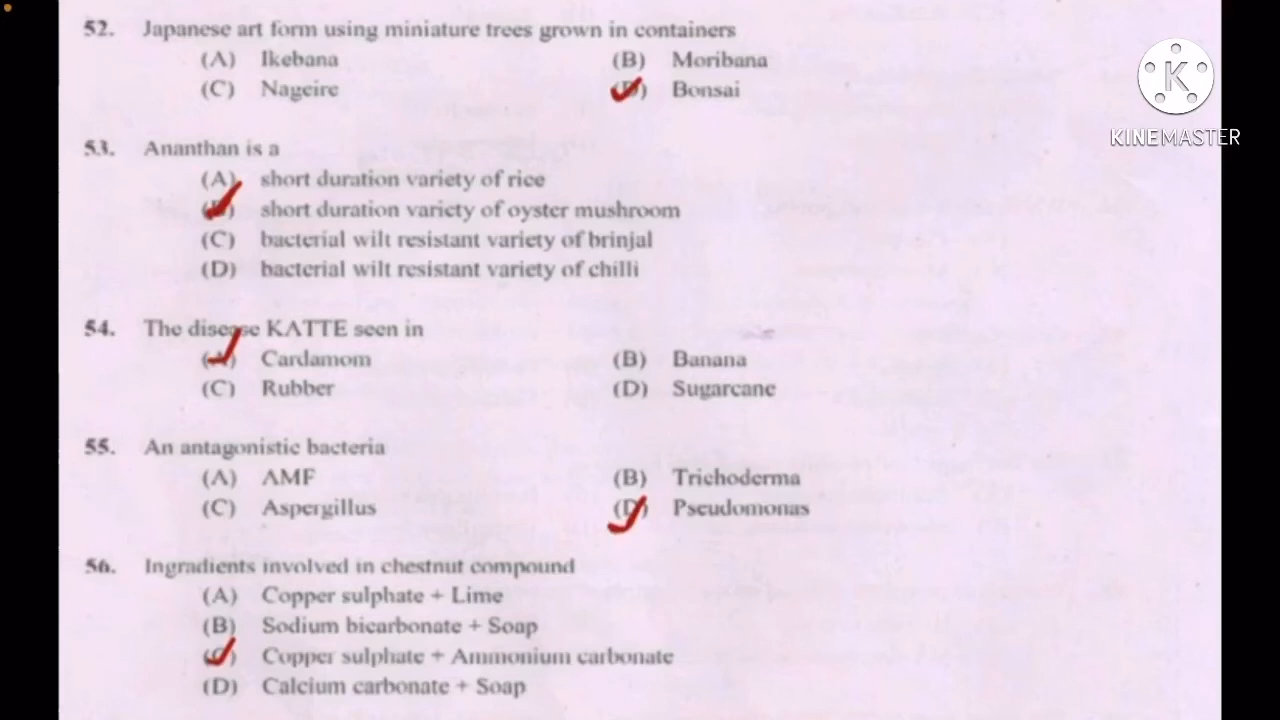 52. Japanese art form using miniature trees grown in containers
(A) Ikebana (B) Moribana
(C) Nageire (D) Bonsai
53. Ananthan is a
(A) short duration variety of rice
(B) short duration variety of oyster mushroom
(C) bacterial wilt resistant variety of brinjal
(D) bacterial wilt resistant variety of chilli
54. The disease KATTE seen in
(A) Cardamom (B) Banana
(C) Rubber (D) Sugarcane
55. An antagonistic bacteria
(A) AMF (B) Trichoderma
(C) Aspergillus (D) Pseudomonas
56. Ingradients involved in chestnut compound
(A) Copper sulphate + Lime
(B) Sodium bicarbonate + Soap
(C) Copper sulphate + Ammonium carbonate
(D) Calcium carbonate + Soap
K
KINEMASTER